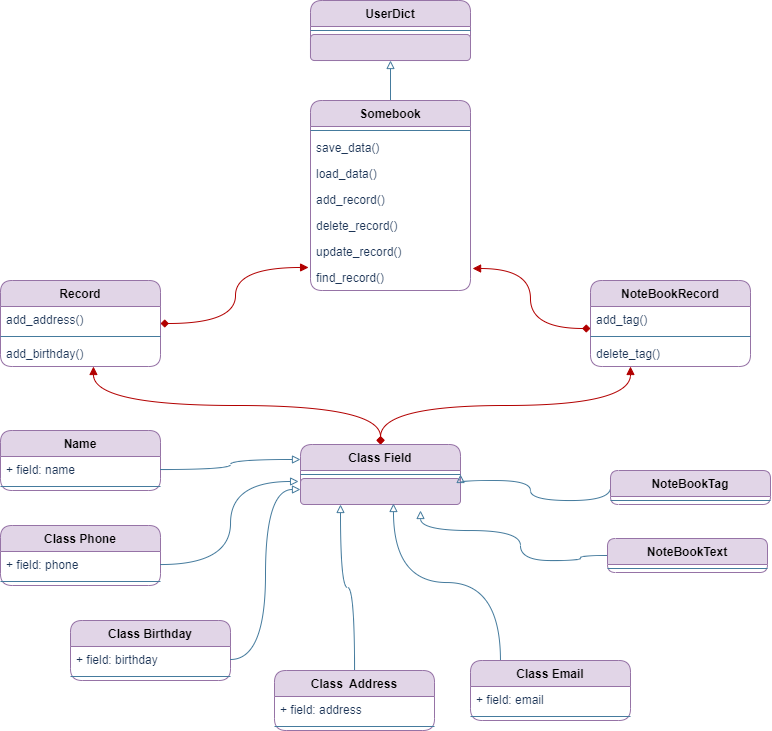 UserDict
Somebook
save_data()
load_data()
add_record()
delete_record()
update_record()
find_record()
Record
add_address()
add_birthday()
NoteBookRecord
add_tag()
delete_tag()
Name
+ field: name
Class Field
NoteBookTag
Class Phone
+ field: phone
NoteBookText
Class Birthday
+ field: birthday
Class  Address
+ field: address
Class Email
+ field: email